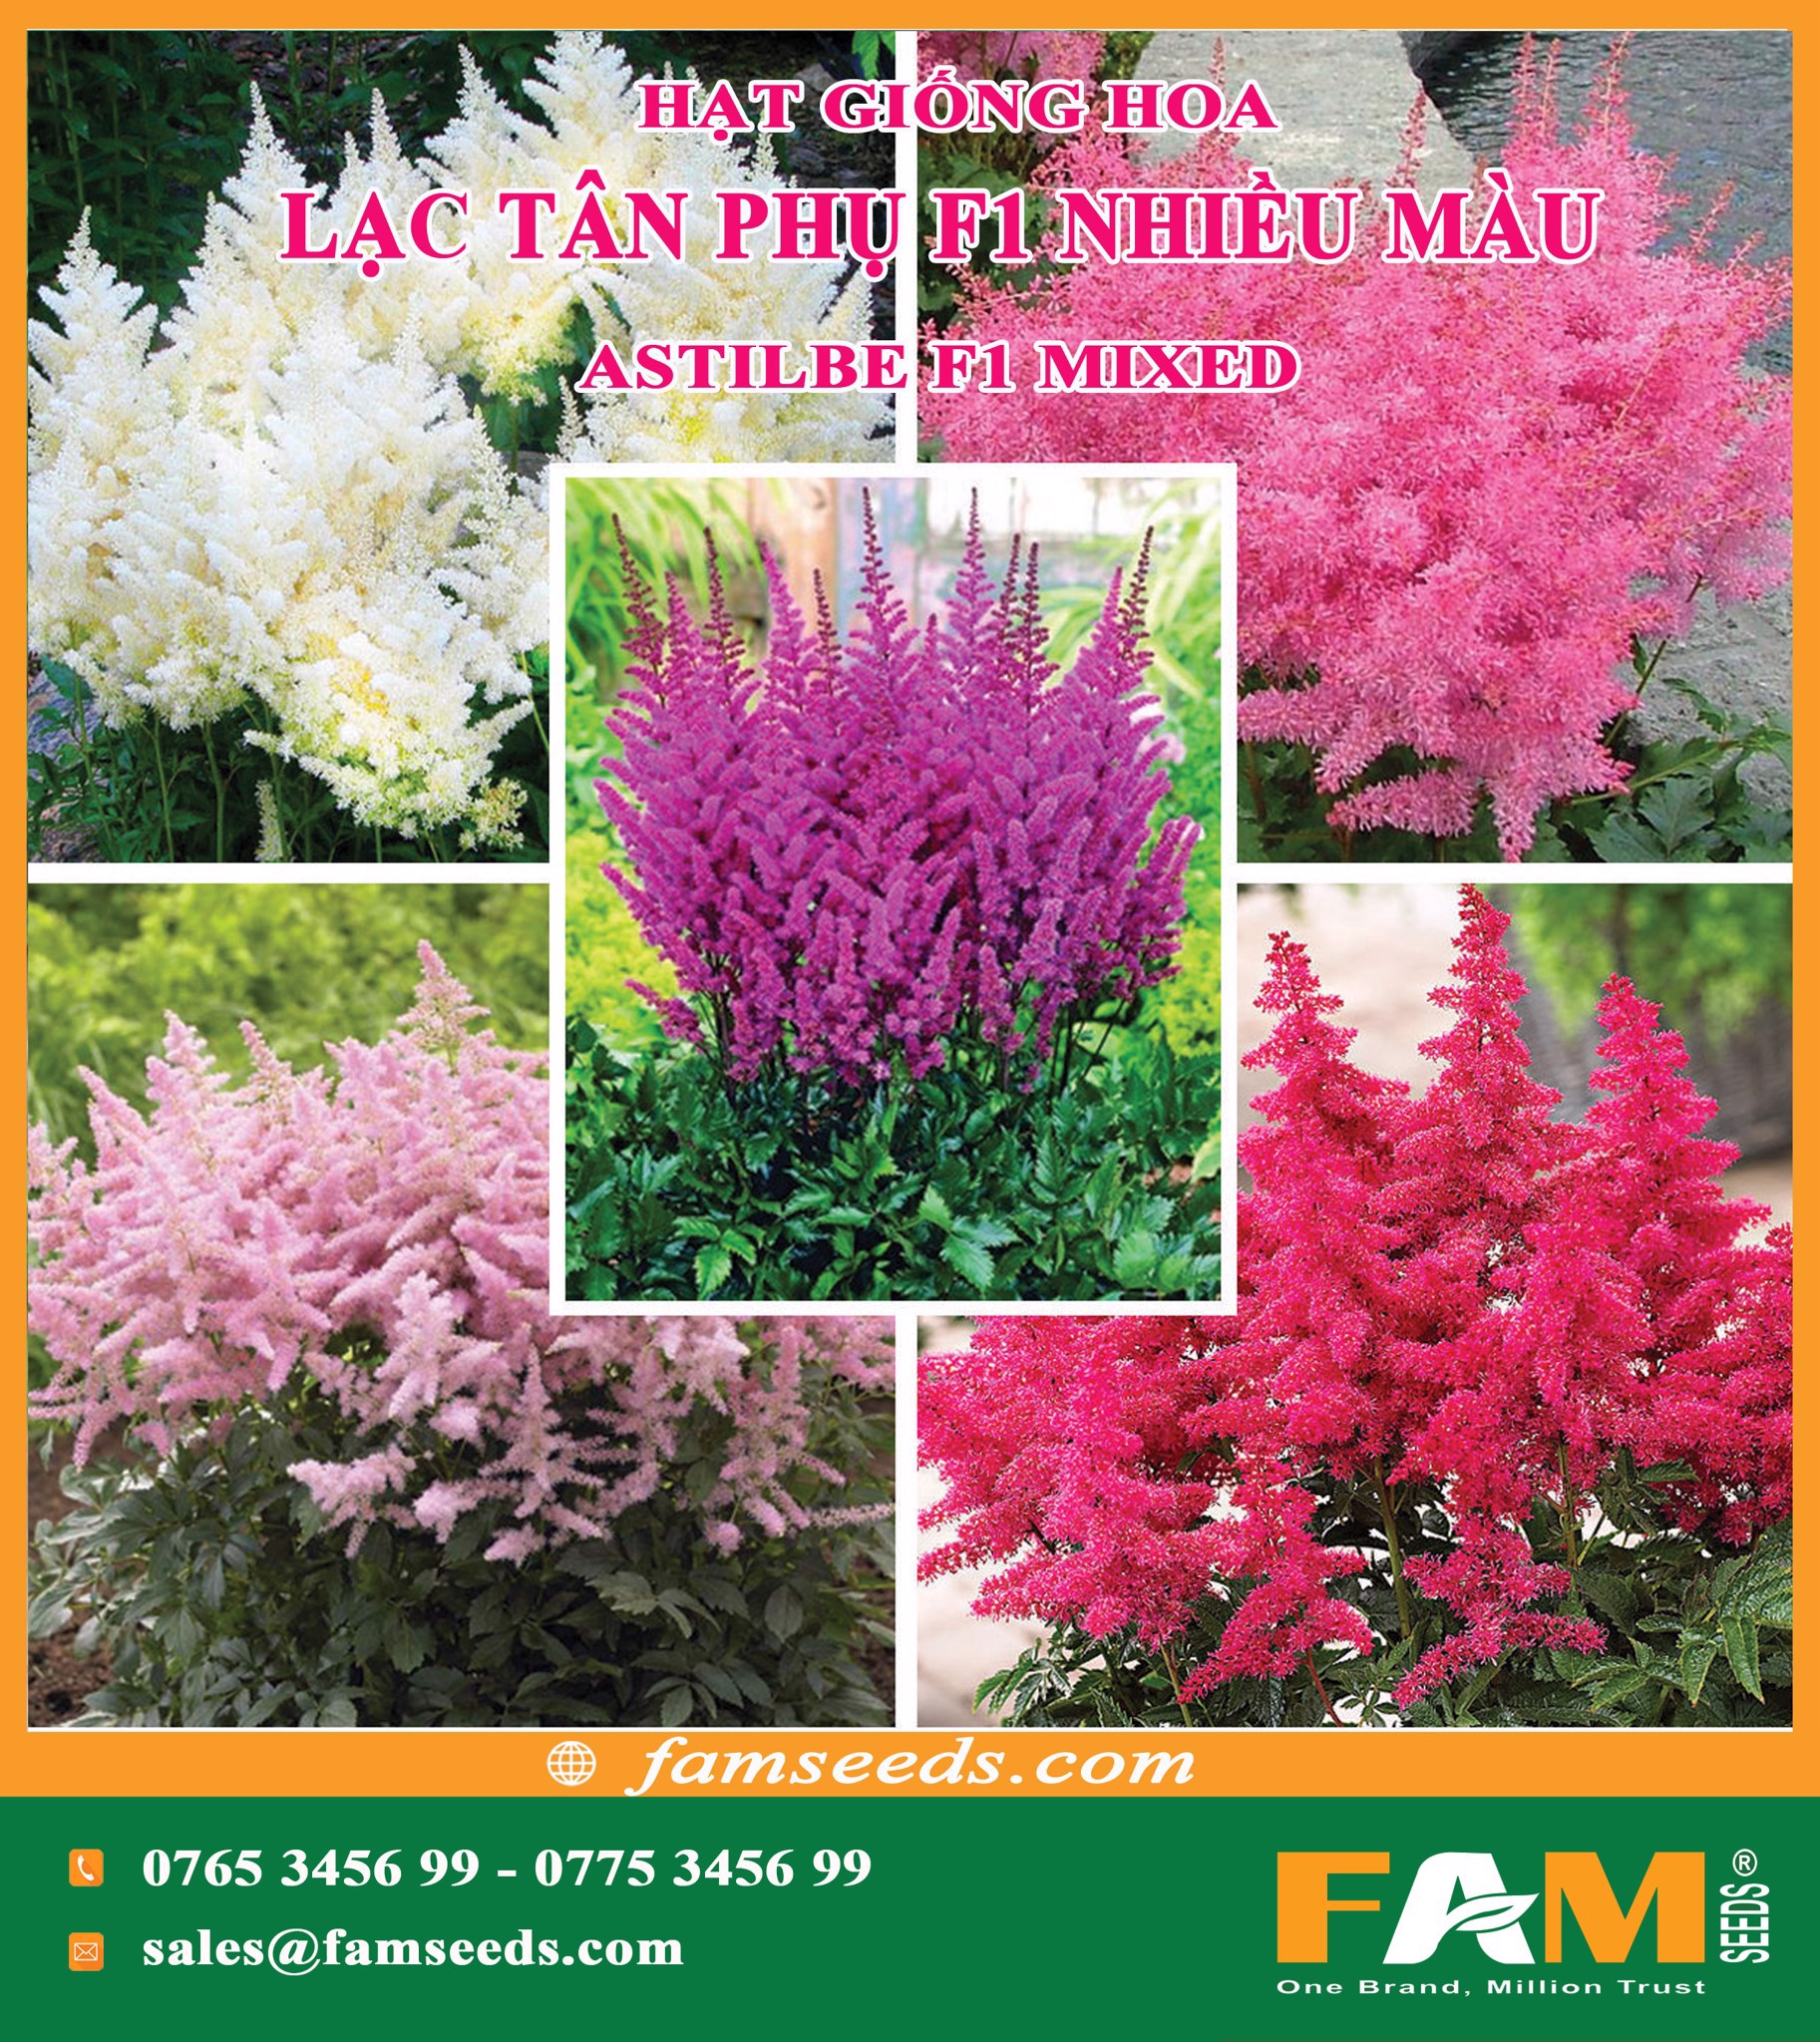 HẠT GIỐNG HOA
LẠC TÂN PHỤ F1 NHIỀU MÀU
ASTILBE F1 MIXED
famseeds.com
0765 3456 99 - 0775 3456 99
sales@famseeds.com
FAM SEEDS®
One Brand, Million Trust